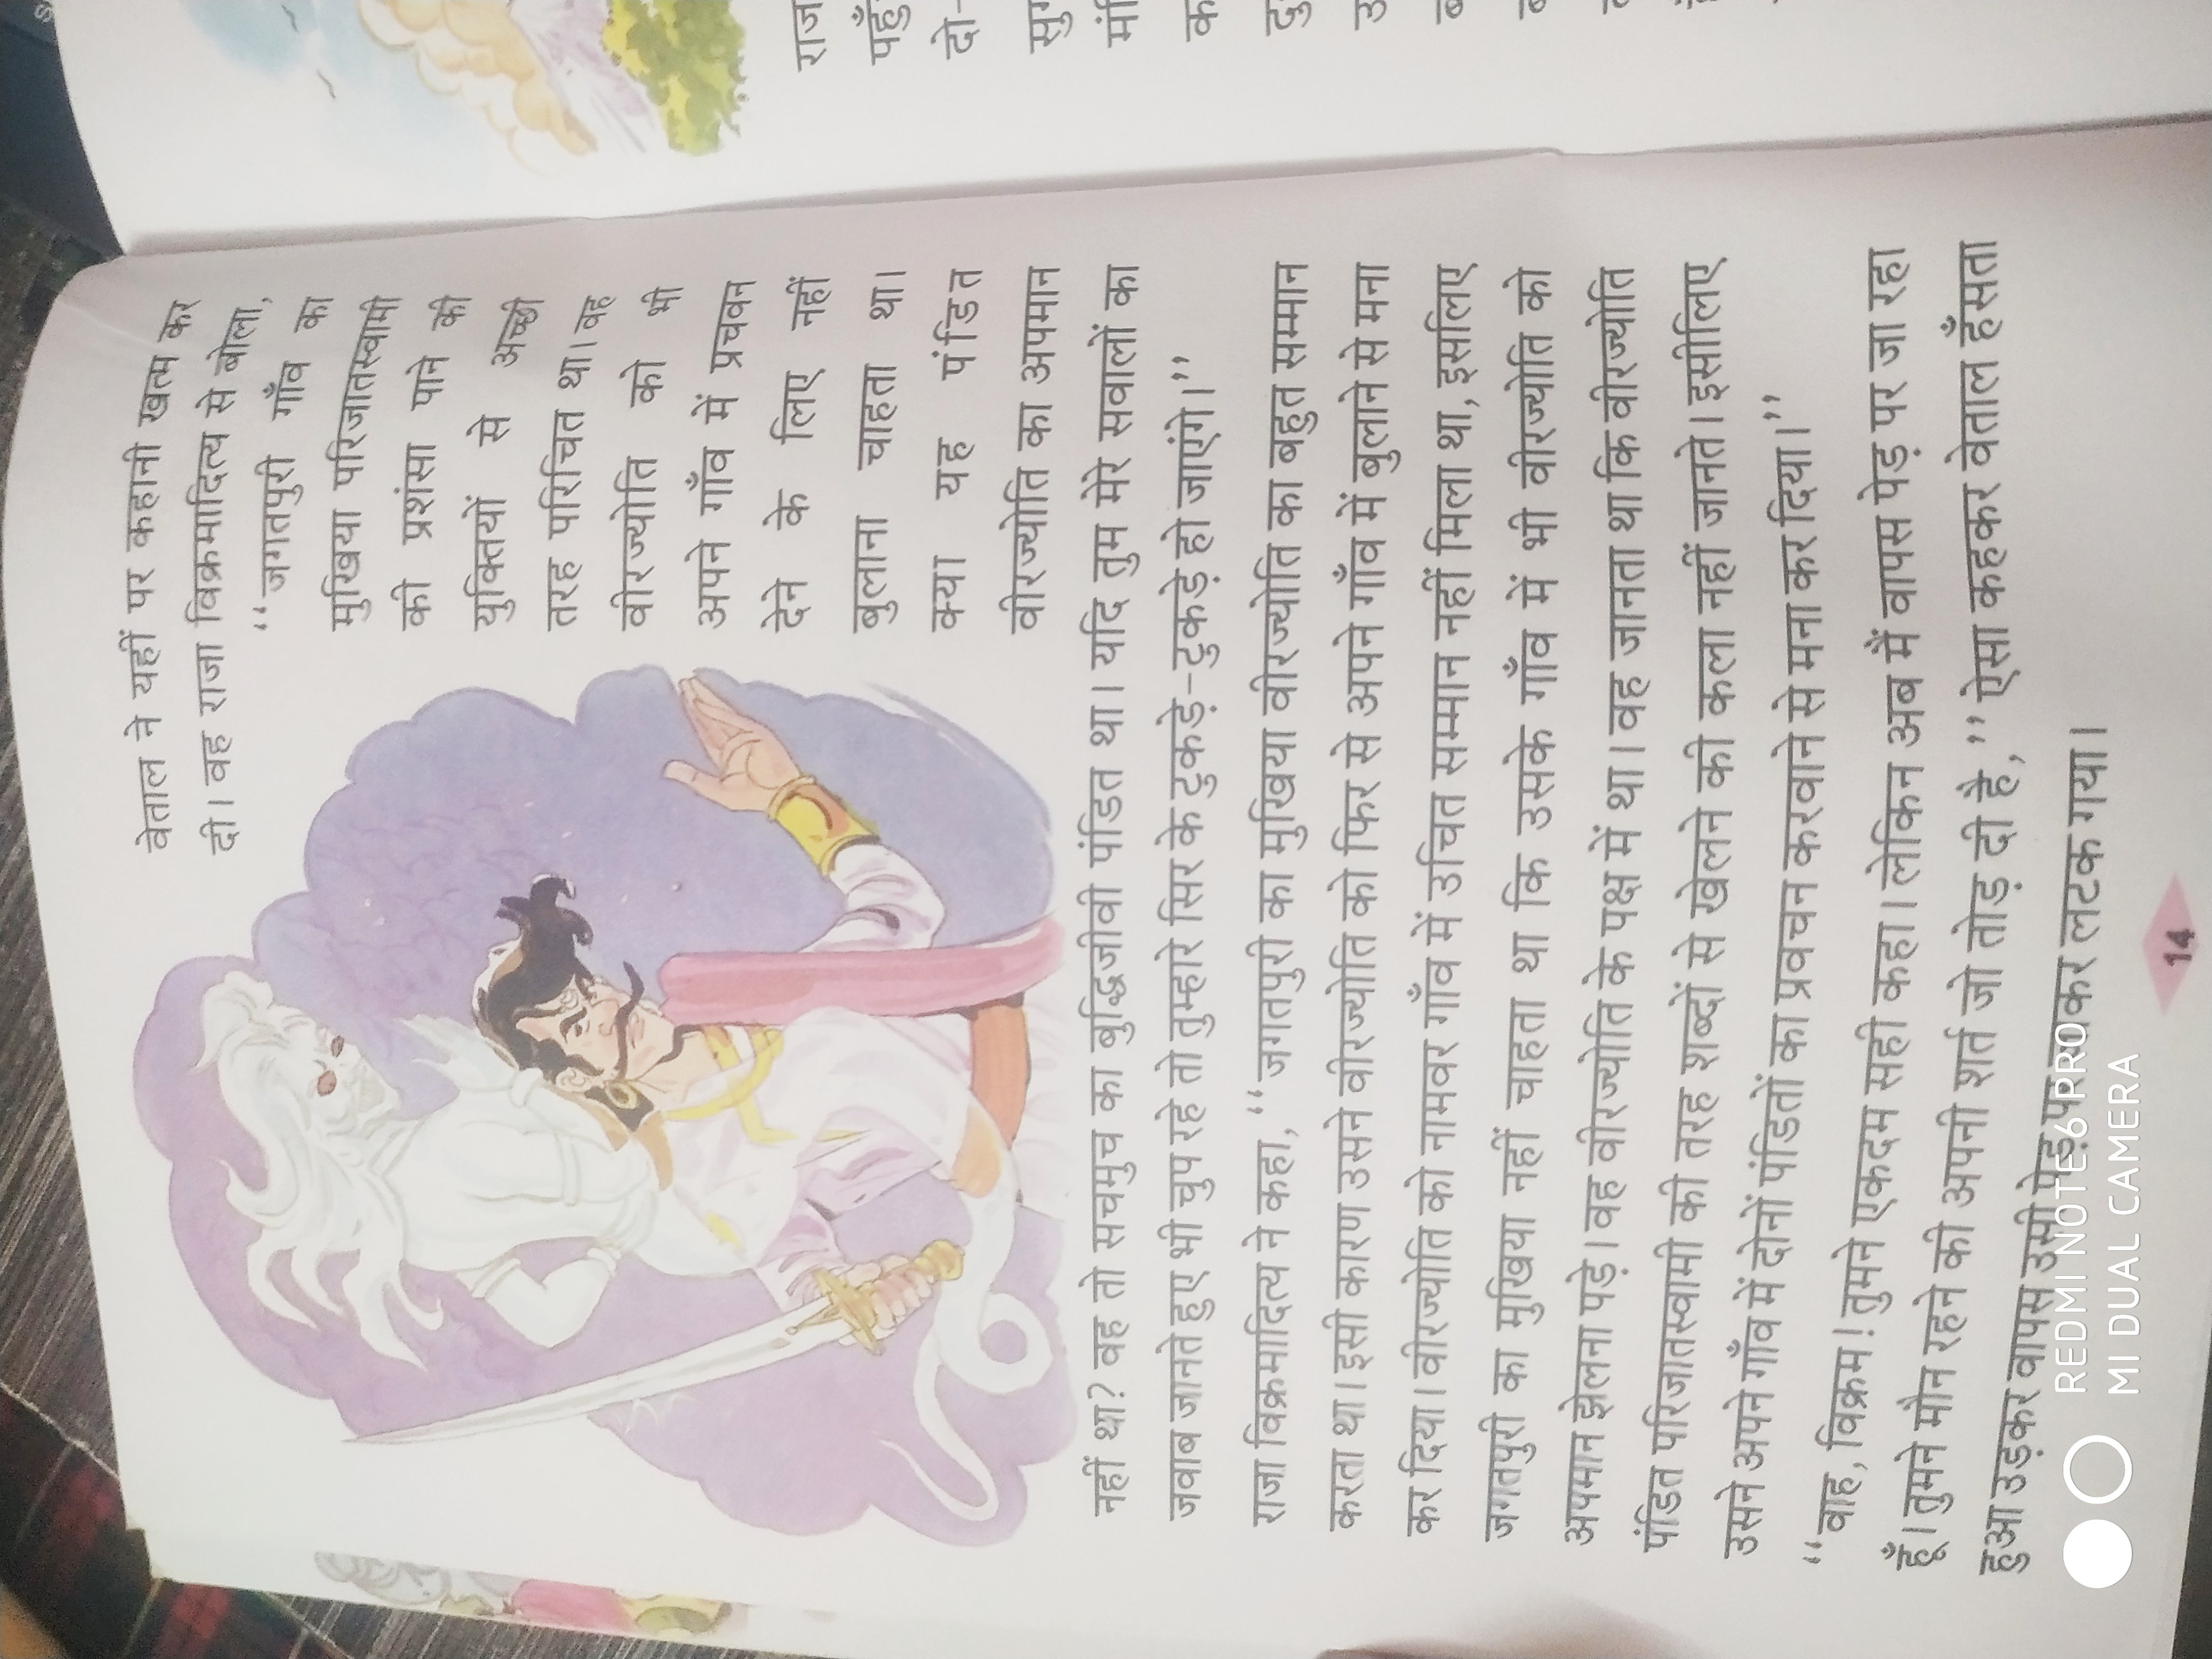 वेताल ने यहीं पर कहानी खत्म कर
दी। वह राजा विक्रमादित्य से बोला,
‘‘जगतपुरी गाँव का
मुखिया परिजातस्वामी
की प्रशंसा पाने की
युक्तियों से अच्छी
तरह परिचित था। वह
वीरज्योति को भी
अपने गाँव में प्रचवन
देने के लिए नहीं
बुलाना चाहता था।
क्या यह पंडित
वीरज्योति का अपमान
नहीं था? वह तो सचमुच का बुद्धिजीवी पंडित था। यदि तुम मेरे सवालों का
जवाब जानते हुए भी चुप रहे तो तुम्हारे सिर के टुकड़े-टुकड़े हो जाएंगे।’’
राजा विक्रमादित्य ने कहा, ‘‘जगतपुरी का मुखिया वीरज्योति का बहुत सम्मान
करता था। इसी कारण उसने वीरज्योति को फिर से अपने गाँव में बुलाने से मना
कर दिया। वीरज्योति को नामवर गाँव में उचित सम्मान नहीं मिला था, इसलिए
जगतपुरी का मुखिया नहीं चाहता था कि उसके गाँव में भी वीरज्योति को
अपमान झेलना पड़े। वह वीरज्योति के पक्ष में था। वह जानता था कि वीरज्योति
पंडित परिजातस्वामी की तरह शब्दों से खेलने की कला नहीं जानते। इसीलिए
उसने अपने गाँव में दोनों पंडितों का प्रवचन करवाने से मना कर दिया।’’
‘‘वाह, विक्रम! तुमने एकदम सही कहा। लेकिन अब मैं वापस पेड़ पर जा रहा
हूँ। तुमने मौन रहने की अपनी शर्त जो तोड़ दी है,’’ ऐसा कहकर वेताल हँसता
हुआ उड़कर वापस उसी पेड़ पर जाकर लटक गया।
REDMI NOTE 6 PRO
MI DUAL CAMERA
14
राज
पहुँ
दो-